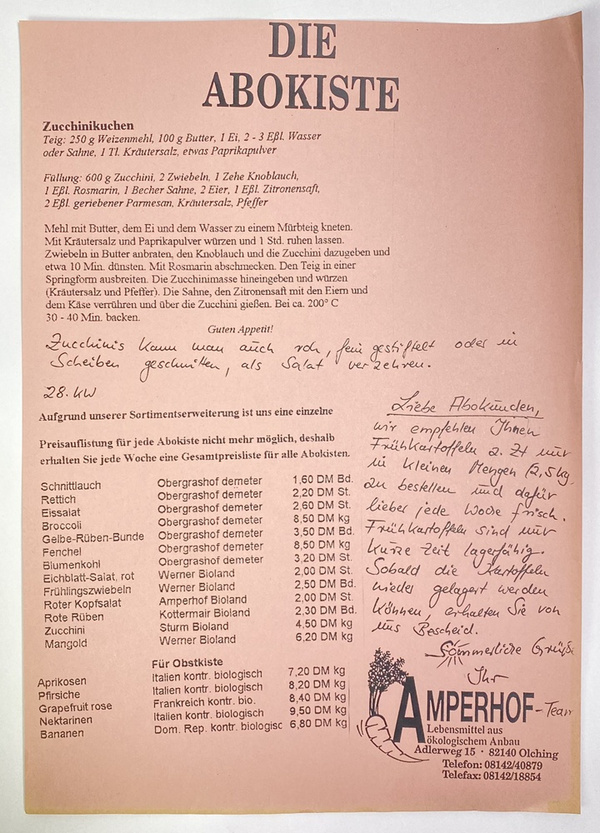 DIE
ABOKISTE
Zucchinikuchen
Teig: 250 g Weizenmehl, 100 g Butter, 1 Ei, 2 - 3 Eßl. Wasser
oder Sahne, 1 Tl. Kräutersalz, etwas Paprikapulver
Füllung: 600 g Zucchini, 2 Zwiebeln, 1 Zehe Knoblauch,
1 Eßl. Rosmarin, 1 Becher Sahne, 2 Eier, 1 Eßl. Zitronensaft,
2 Eßl. geriebener Parmesan, Kräutersalz, Pfeffer
Mehl mit Butter, dem Ei und dem Wasser zu einem Mürbteig kneten.
Mit Kräutersalz und Paprikapulver würzen und 1 Std. ruhen lassen.
Zwiebeln in Butter anbraten, den Knoblauch und die Zucchini dazugeben und
etwa 10 Min. dünsten. Mit Rosmarin abschmecken. Den Teig in einer
Springform ausbreiten. Die Zucchinimasse hineingeben und würzen
(Kräutersalz und Pfeffer). Die Sahne, den Zitronensaft mit den Eiern und
dem Käse verrühren und über die Zucchini gießen. Bei ca. 200° C
30 - 40 Min. backen.
Guten Appetit!
Zucchinis kann man auch roh, fein gestiftelt oder in
Scheiben geschnitten, als Salat verzehren.
28. KW
Aufgrund unserer Sortimentserweiterung ist uns eine einzelne
Preisauflistung für jede Abokiste nicht mehr möglich, deshalb
erhalten Sie jede Woche eine Gesamtpreisliste für alle Abokisten.
Schnittlauch Obergrashof demeter 1,60 DM Bd.
Rettich Obergrashof demeter 2,20 DM St.
Eissalat Obergrashof demeter 2,60 DM St.
Broccoli Obergrashof demeter 8,50 DM kg
Gelbe-Rüben-Bunde Obergrashof demeter 3,50 DM Bd.
Fenchel Obergrashof demeter 8,50 DM kg
Blumenkohl Obergrashof demeter 3,20 DM St.
Eichblatt-Salat, rot Werner Bioland 2,00 DM St.
Frühlingszwiebeln Werner Bioland 2,50 DM Bd.
Roter Kopfsalat Amperhof Bioland 2,00 DM St.
Rote Rüben Kottermair Bioland 2,30 DM Bd.
Zucchini Sturm Bioland 4,50 DM kg
Mangold Werner Bioland 6,20 DM kg
Für Obstkiste
Aprikosen Italien kontr. biologisch 7,20 DM kg
Pfirsiche Italien kontr. biologisch 8,20 DM kg
Grapefruit rose Frankreich kontr. bio. 8,40 DM kg
Nektarinen Italien kontr. biologisch 9,50 DM kg
Bananen Dom. Rep. kontr. biologisc 6,80 DM kg
Liebe Abokunden,
wir empfehlen Ihnen
Frühkartoffeln z. Zt nur
in kleinen Mengen (2,5kg)
zu bestellen und dafür
lieber jede Woche frisch.
Frühkartoffeln sind nur
kurze Zeit lagerfähig.
Sobald die Kartoffeln
wieder gelagert werden
können erhalten Sie von
uns Bescheid.
Sommerliche Grüße
Ihr
AMPERHOF-Team
Lebensmittel aus
ökologischem Anbau
Adlerweg 15 · 82140 Olching
Telefon: 08142/40879
Telefax: 08142/18854